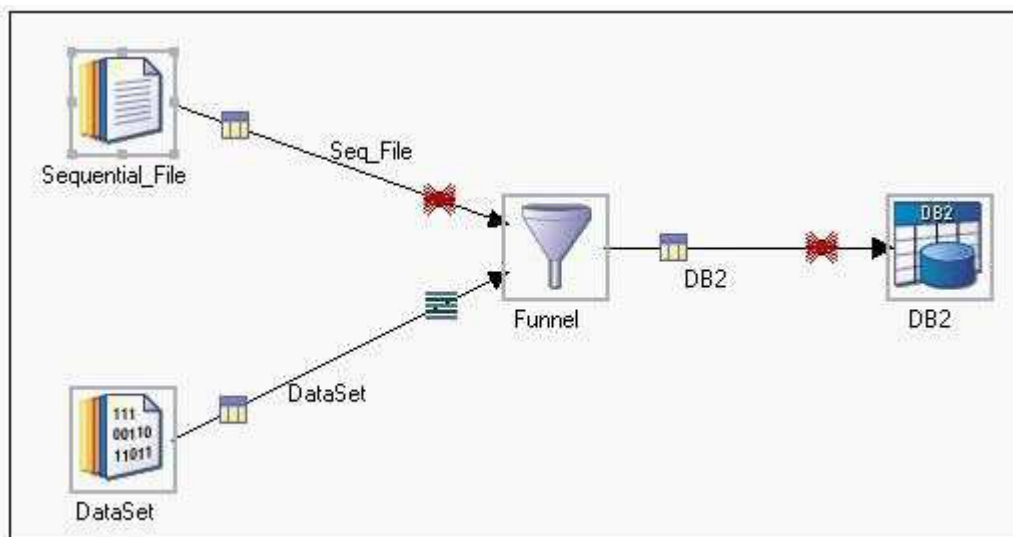 Sequential_File
Seq_File
DB2
Funnel
DB2
DB2
DataSet
111
00110
11011
DataSet